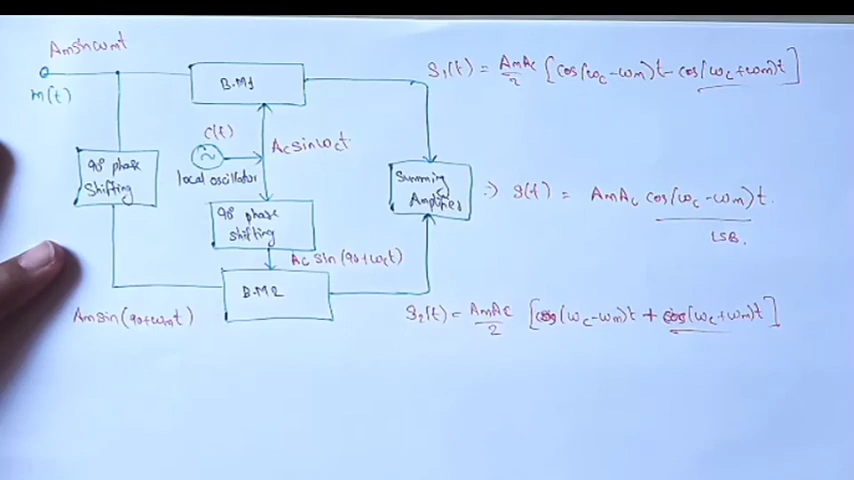 Amsinωmt
m(t)
B.M1
S₁(t) = AmAc/2 [cos(ωc-ωm)t-cos(ωc+ωm)t]
c(t)
Acsinωct
local oscillator
90° phase
Shifting
90° phase
shifting
Summing
Amplifier
⇒ S(t) = AmAc cos(ωc-ωm)t.
LSB.
Ac sin(90+ωct)
B.M2
Amsin(90+ωmt)
S₂(t) = AmAc/2 [cos(ωc-ωm)t + cos(ωc+ωm)t]